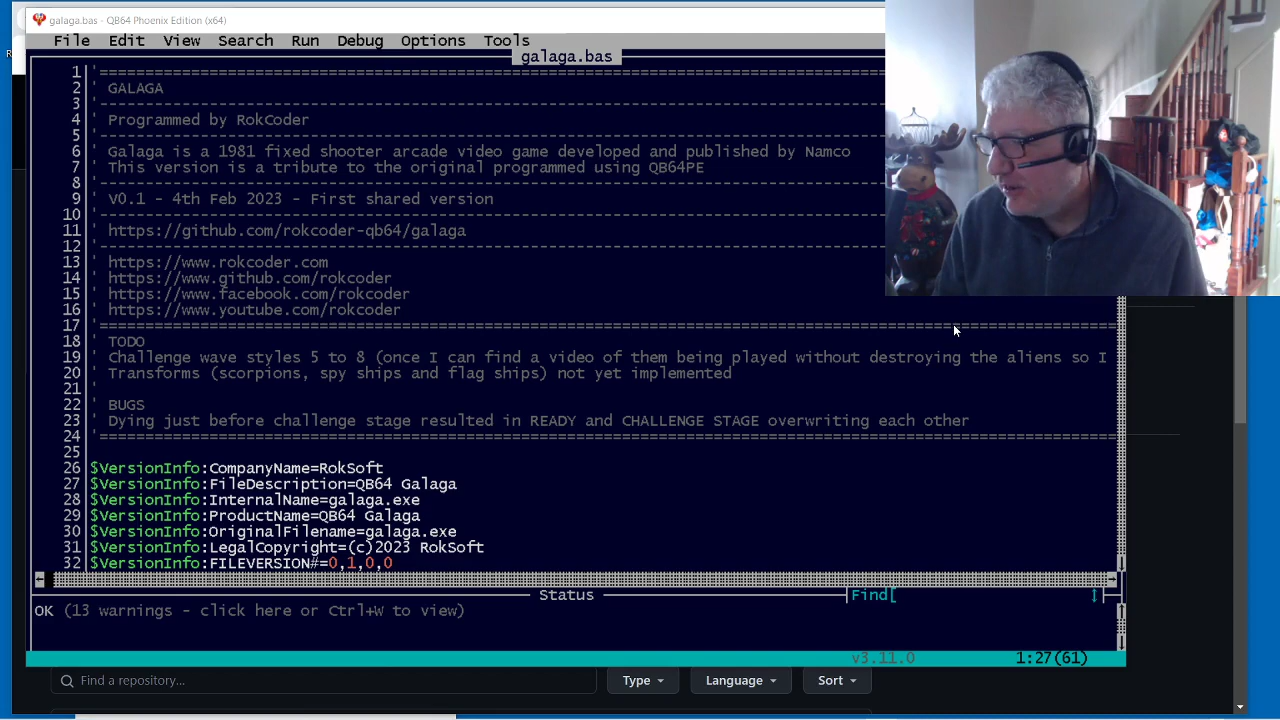 galaga.bas - QB64 Phoenix Edition (x64)
File Edit View Search Run Debug Options Tools
galaga.bas
1 '================================================================
2 ' GALAGA
3 '----------------------------------------------------------------
4 ' Programmed by RokCoder
5 '----------------------------------------------------------------
6 ' Galaga is a 1981 fixed shooter arcade video game developed and published by Namco
7 ' This version is a tribute to the original programmed using QB64PE
8 '----------------------------------------------------------------
9 ' V0.1 - 4th Feb 2023 - First shared version
10 '----------------------------------------------------------------
11 ' https://github.com/rokcoder-qb64/galaga
12 '----------------------------------------------------------------
13 ' https://www.rokcoder.com
14 ' https://www.github.com/rokcoder
15 ' https://www.facebook.com/rokcoder
16 ' https://www.youtube.com/rokcoder
17 '================================================================
18 ' TODO
19 ' Challenge wave styles 5 to 8 (once I can find a video of them being played without destroying the aliens so I
20 ' Transforms (scorpions, spy ships and flag ships) not yet implemented
21 '
22 ' BUGS
23 ' Dying just before challenge stage resulted in READY and CHALLENGE STAGE overwriting each other
24 '================================================================
25
26 $VersionInfo:CompanyName=RokSoft
27 $VersionInfo:FileDescription=QB64 Galaga
28 $VersionInfo:InternalName=galaga.exe
29 $VersionInfo:ProductName=QB64 Galaga
30 $VersionInfo:OriginalFilename=galaga.exe
31 $VersionInfo:LegalCopyright=(c)2023 RokSoft
32 $VersionInfo:FILEVERSION#=0,1,0,0
Status Find[
OK (13 warnings - click here or Ctrl+W to view)
v3.11.0 1:27(61)
Find a repository... Type Language Sort